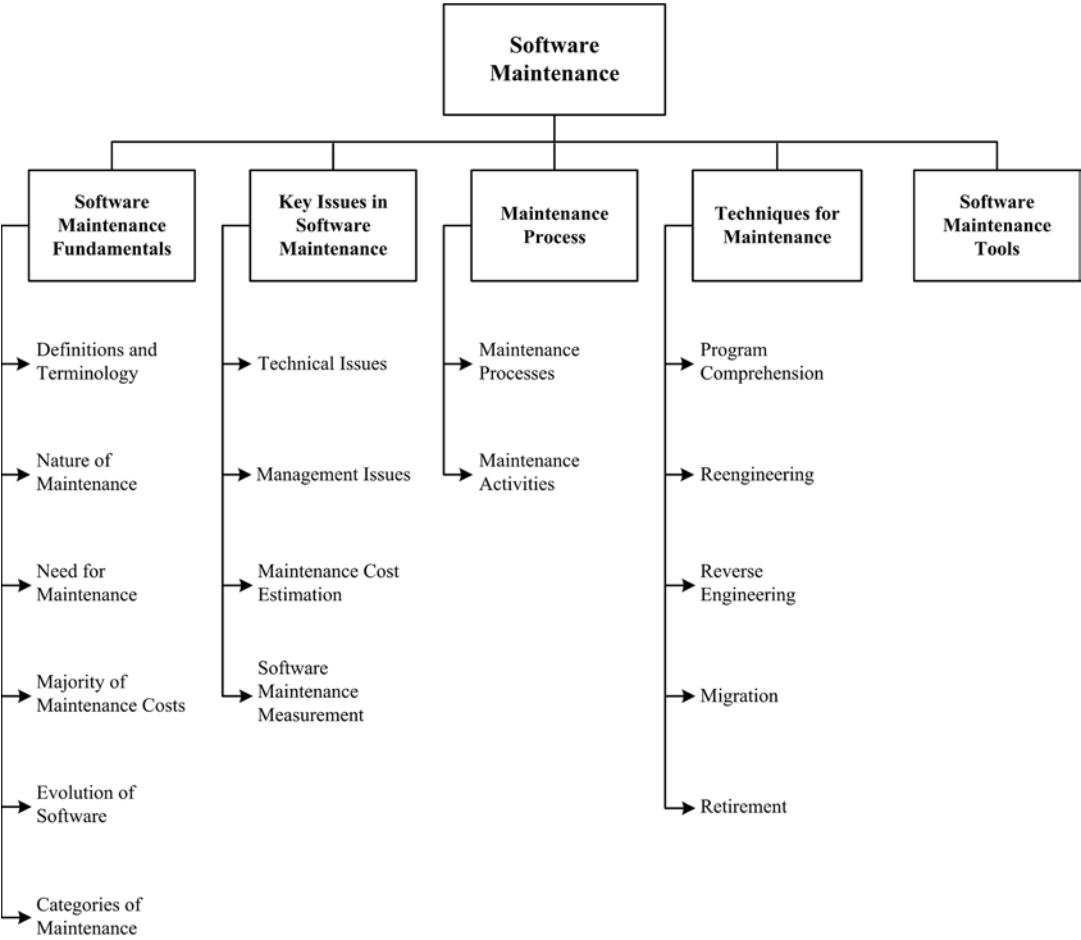 Software
Maintenance
Software
Maintenance
Fundamentals
Key Issues in
Software
Maintenance
Maintenance
Process
Techniques for
Maintenance
Software
Maintenance
Tools
Definitions and
Terminology
Nature of
Maintenance
Need for
Maintenance
Majority of
Maintenance Costs
Evolution of
Software
Categories of
Maintenance
Technical Issues
Management Issues
Maintenance Cost
Estimation
Software
Maintenance
Measurement
Maintenance
Processes
Maintenance
Activities
Program
Comprehension
Reengineering
Reverse
Engineering
Migration
Retirement